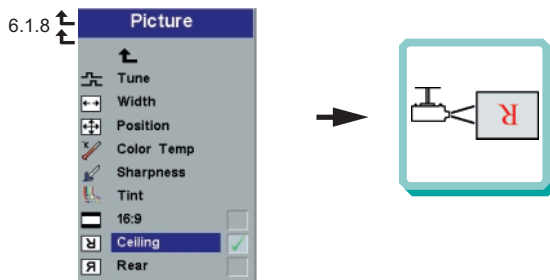 6.1.8
Picture
Tune
Width
Position
Color Temp
Sharpness
Tint
16:9
R Ceiling
R Rear
R